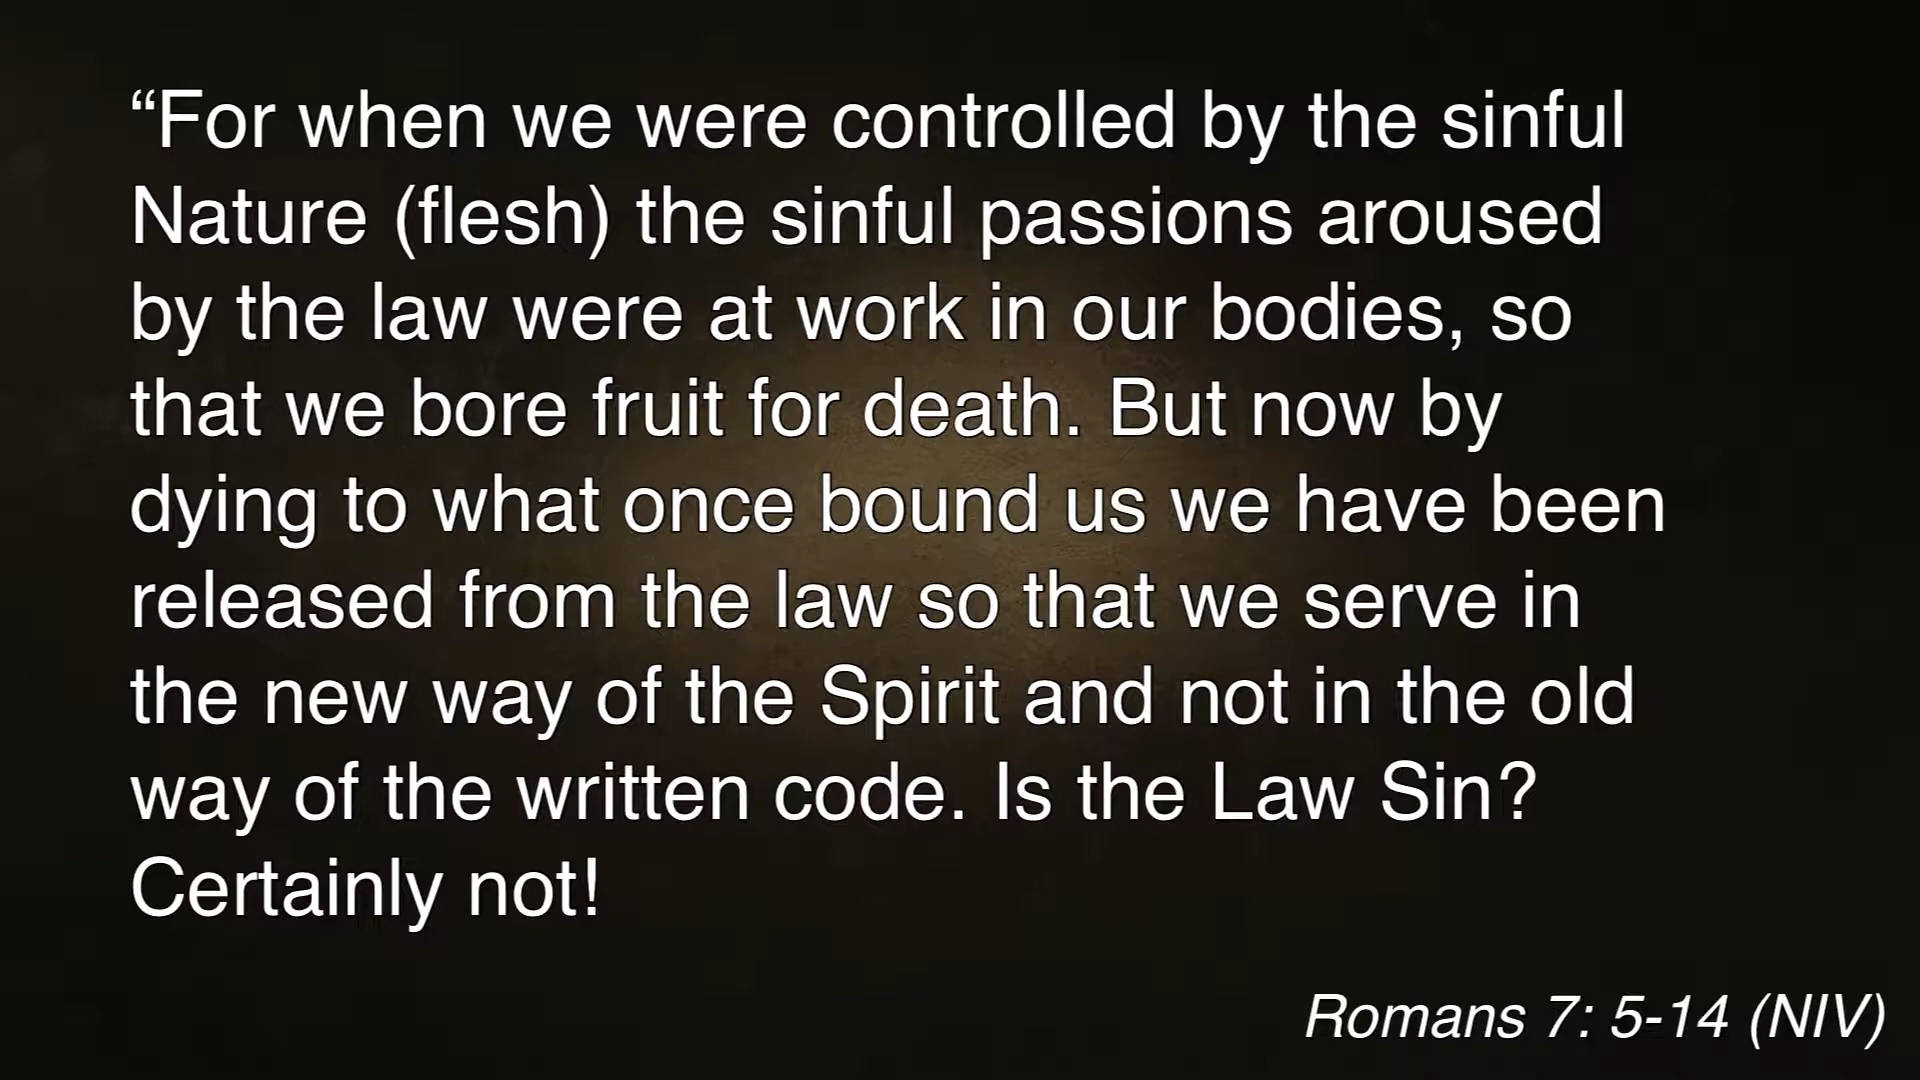 “For when we were controlled by the sinful
Nature (flesh) the sinful passions aroused
by the law were at work in our bodies, so
that we bore fruit for death. But now by
dying to what once bound us we have been
released from the law so that we serve in
the new way of the Spirit and not in the old
way of the written code. Is the Law Sin?
Certainly not!
Romans 7: 5-14 (NIV)